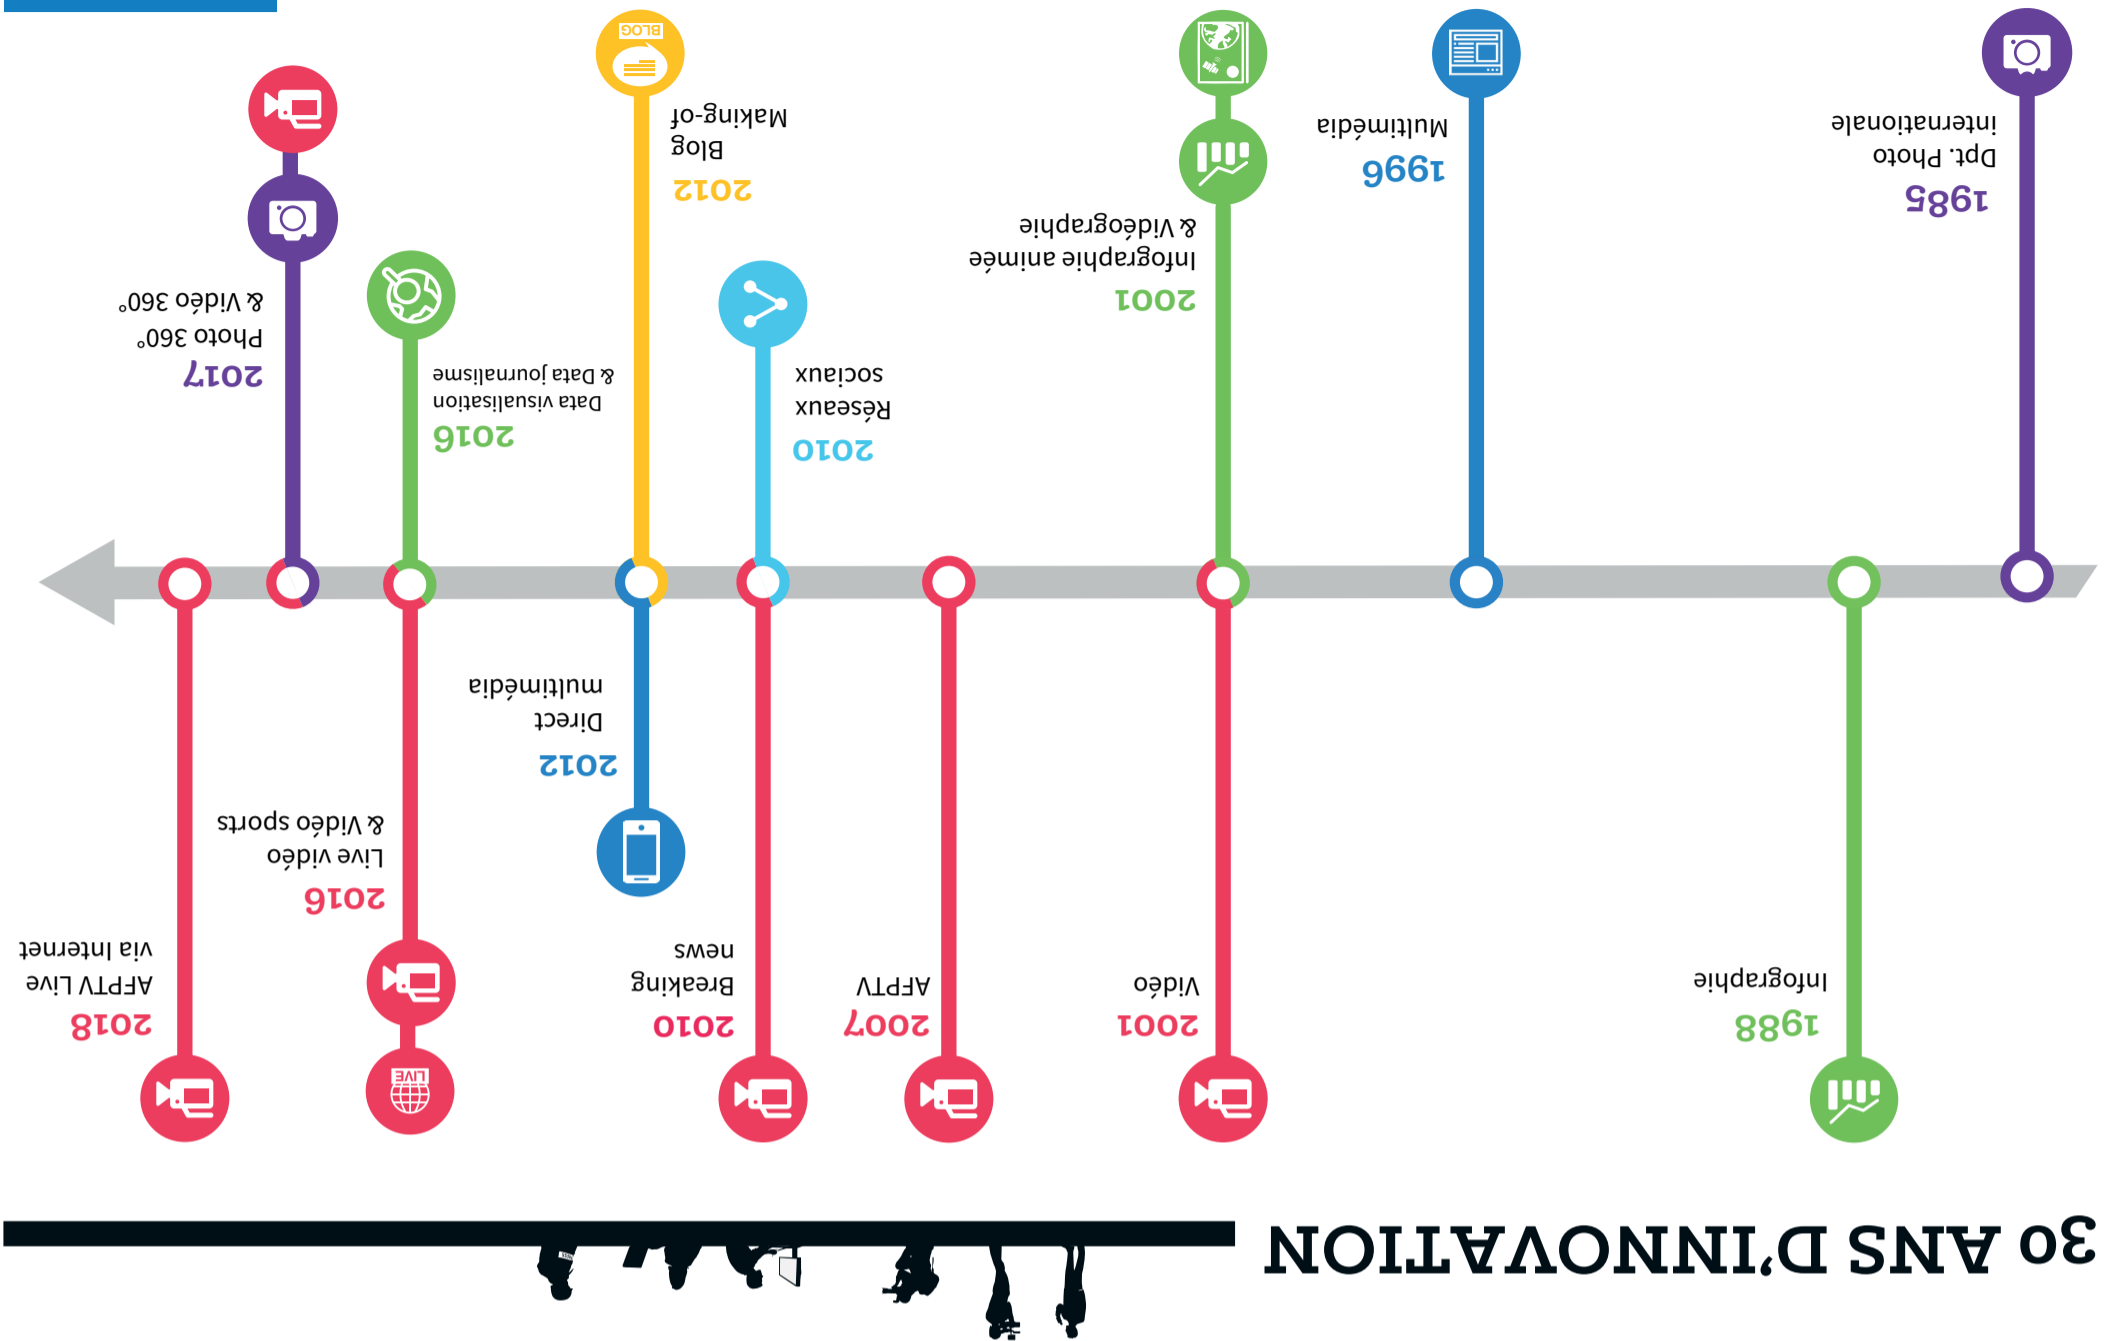 30 ANS D'INNOVATION
1988
Infographie
2001
Vidéo
2007
AFPTV
2010
Breaking
news
LIVE
2016
Live vidéo
& Vidéo sports
2018
AFPTV Live
via Internet
2012
Direct
multimédia
1985
Dpt. Photo
internationale
1996
Multimédia
2001
Infographie animée
& Vidéographie
2010
Réseaux
sociaux
2012
Blog
Making-of
BLOG
2016
Data visualisation
& Data journalisme
2017
Photo 360°
& Vidéo 360°